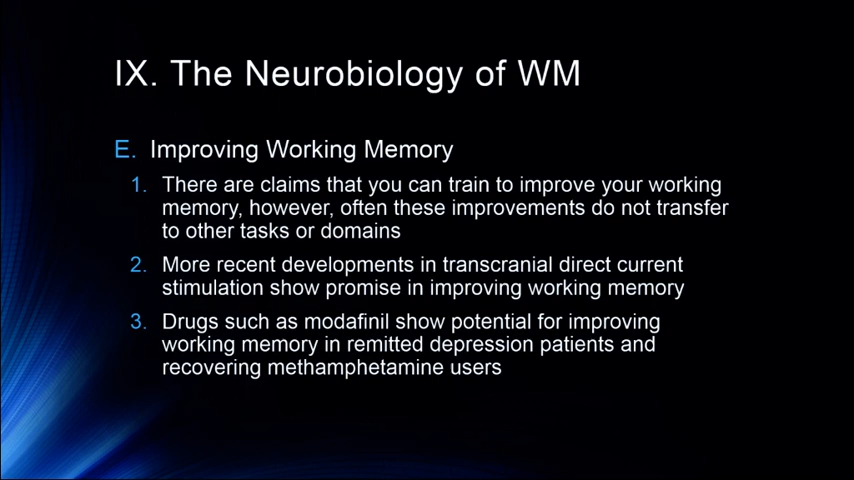 IX. The Neurobiology of WM
E. Improving Working Memory
1. There are claims that you can train to improve your working
memory, however, often these improvements do not transfer
to other tasks or domains
2. More recent developments in transcranial direct current
stimulation show promise in improving working memory
3. Drugs such as modafinil show potential for improving
working memory in remitted depression patients and
recovering methamphetamine users